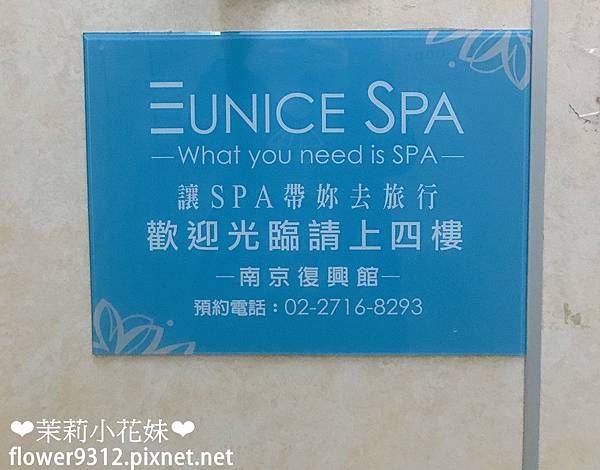 EUNICE SPA
—What you need is SPA—
讓SPA帶妳去旅行
歡迎光臨請上四樓
—南京復興館—
預約電話：02-2716-8293
❤茉莉小花妹❤
flower9312.pixnet.net